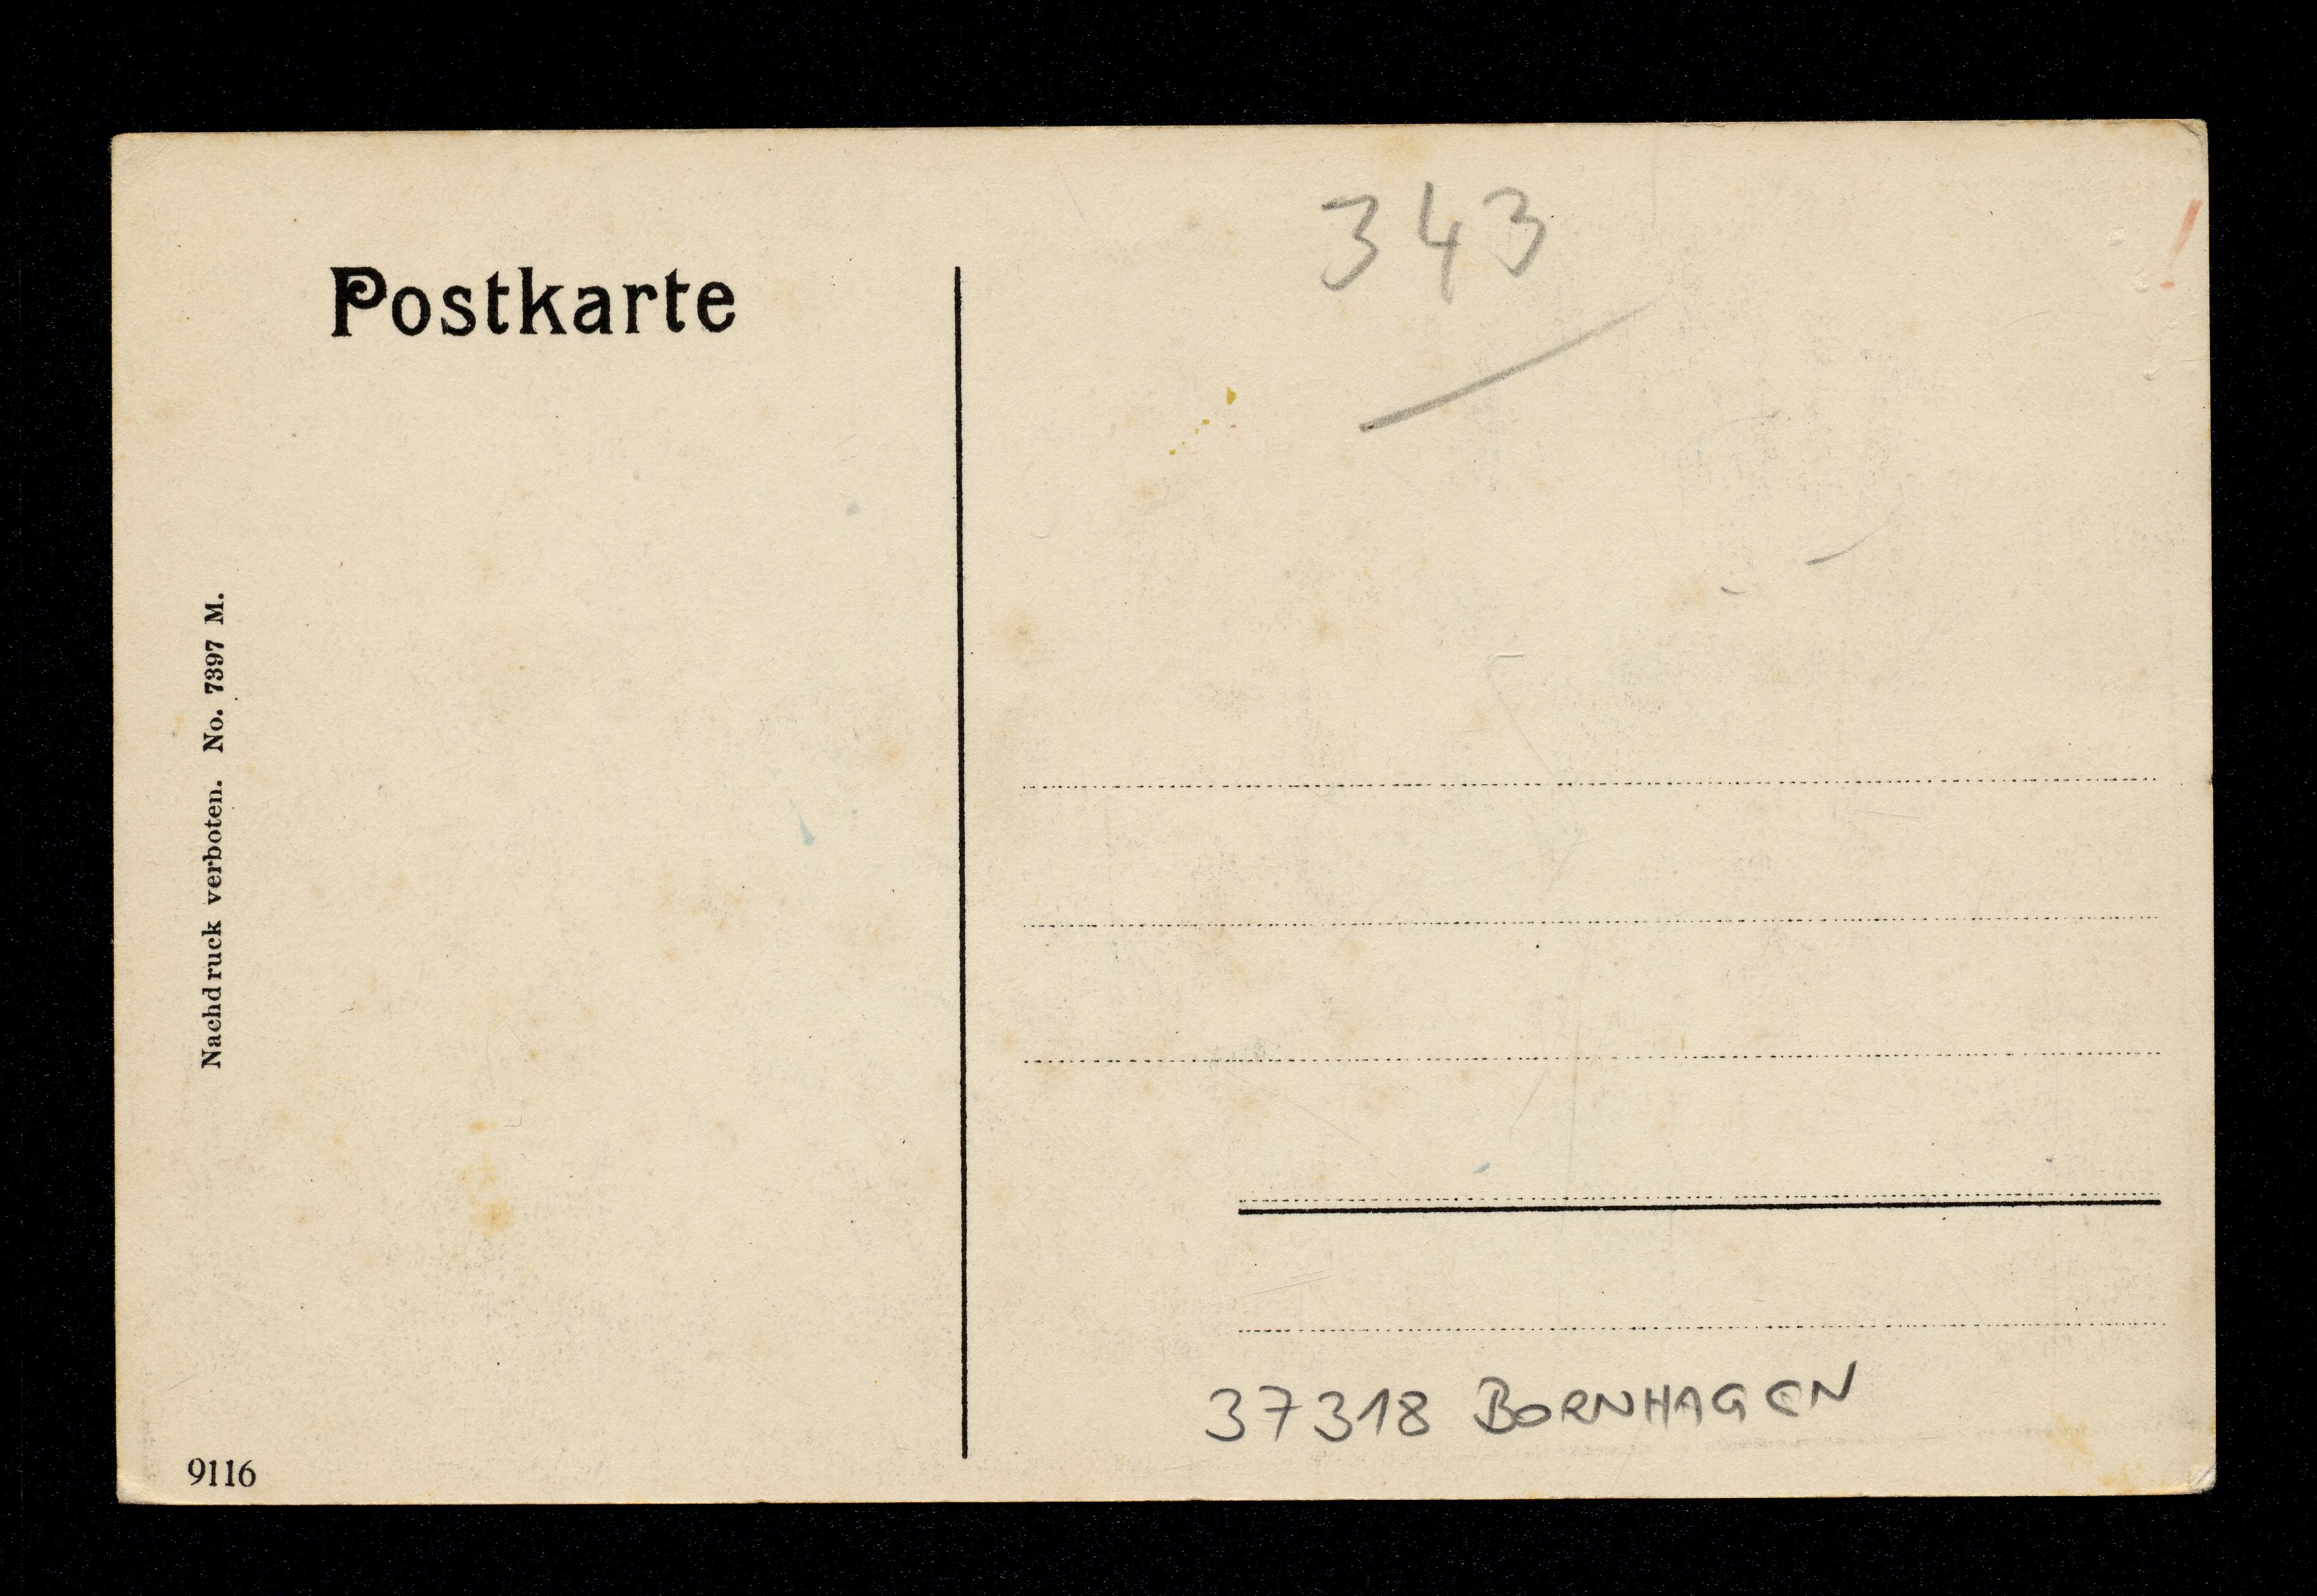 Postkarte
Nachdruck verboten. No. 7397 M.
9116
343
37318 BORNHAGEN